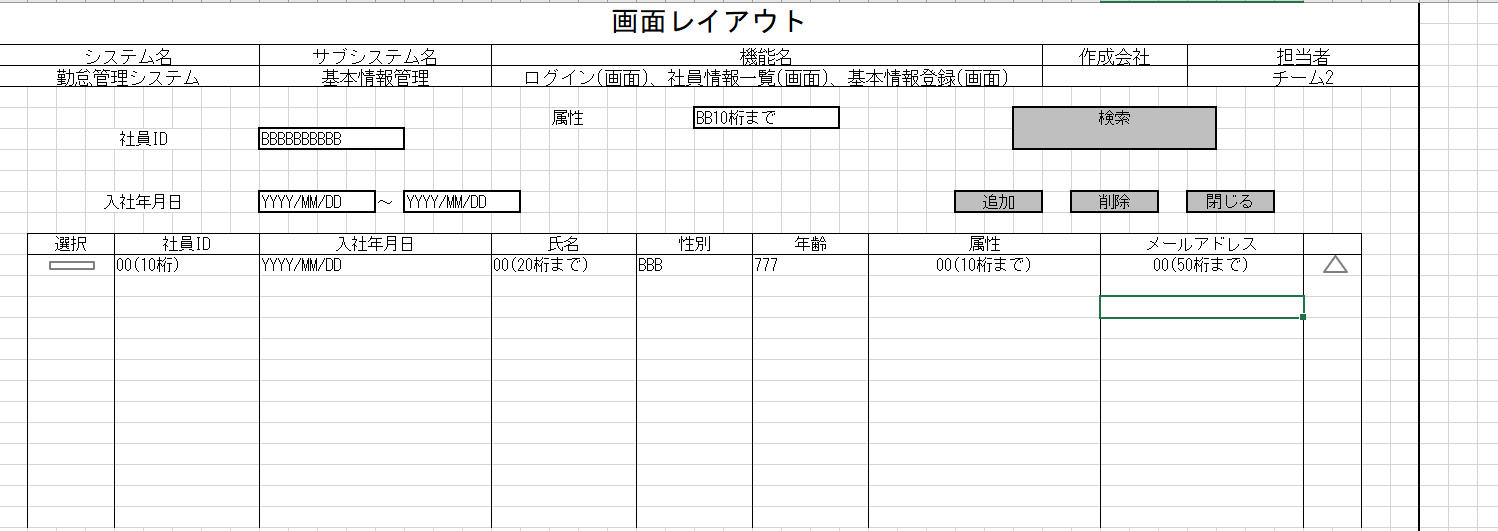 画面レイアウト
システム名 サブシステム名 機能名 作成会社 担当者
勤怠管理システム 基本情報管理 ログイン(画面)、社員情報一覧(画面)、基本情報登録(画面) チーム2
属性 BB10桁まで 検索
社員ID BBBBBBBBBB
入社年月日 YYYY/MM/DD ～ YYYY/MM/DD 追加 削除 閉じる
選択 社員ID 入社年月日 氏名 性別 年齢 属性 メールアドレス
OO(10桁) YYYY/MM/DD OO(20桁まで) BBB 777 OO(10桁まで) OO(50桁まで)